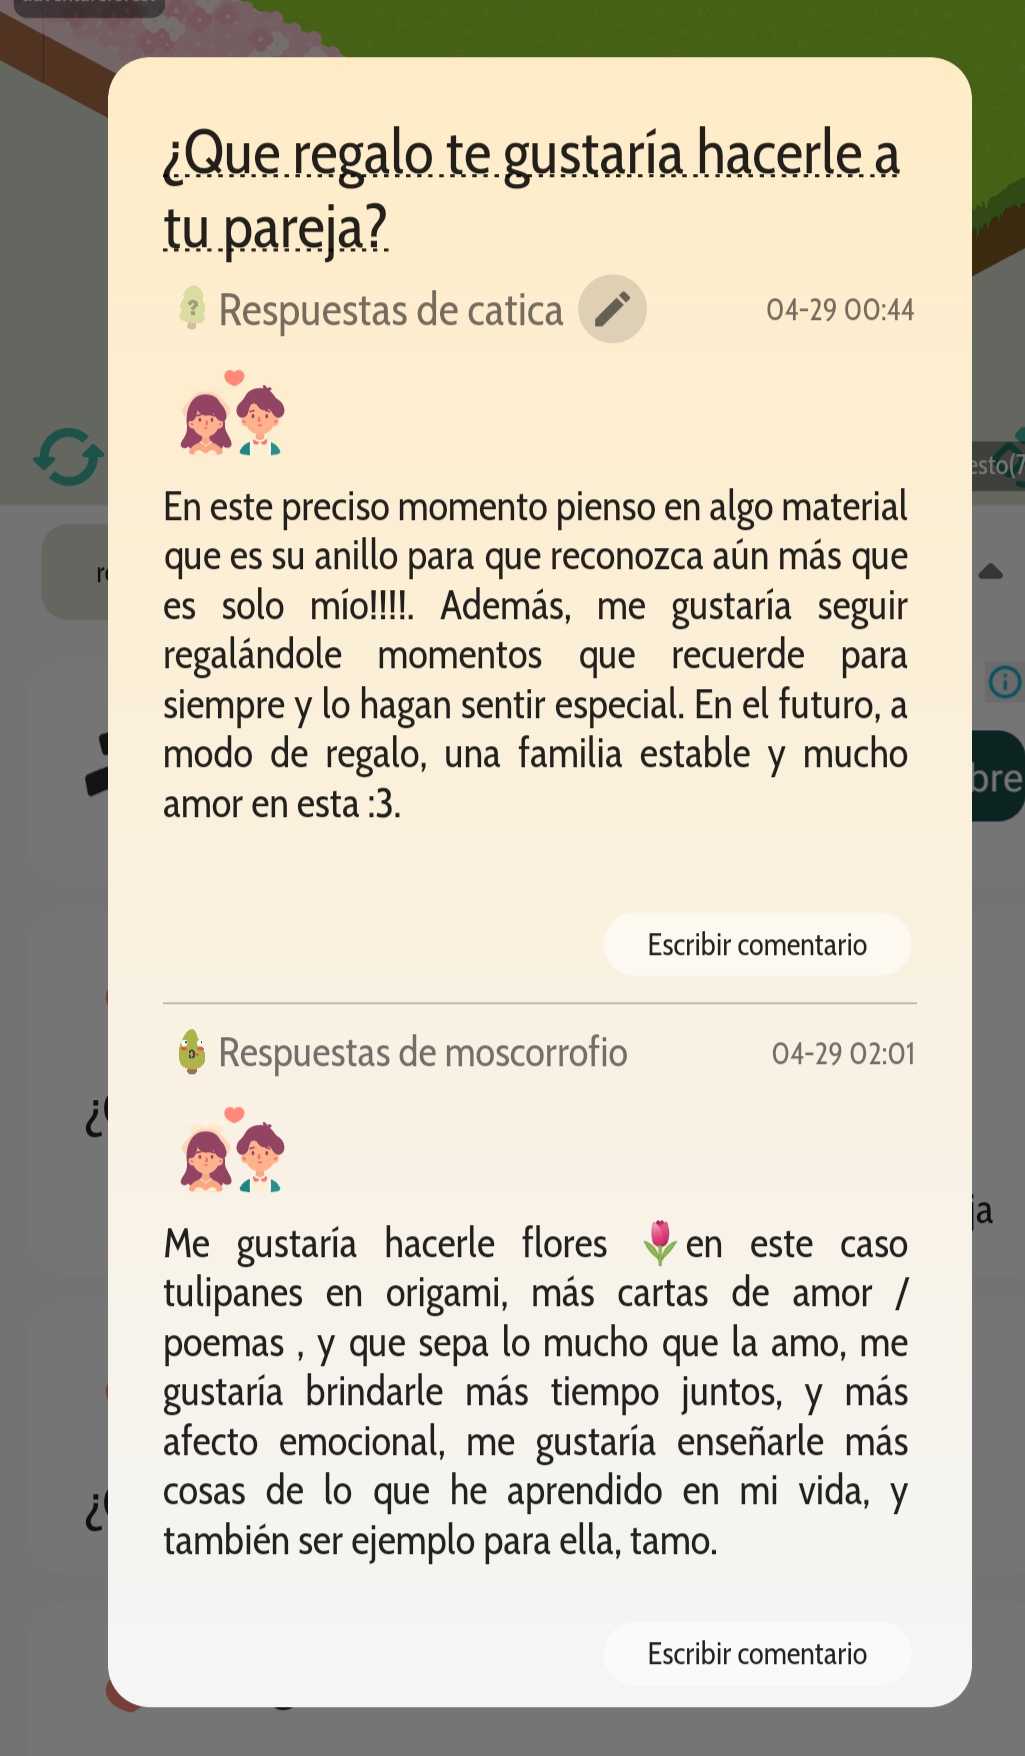 ¿Que regalo te gustaría hacerle a
tu pareja?
Respuestas de catica
04-29 00:44
En este preciso momento pienso en algo material
que es su anillo para que reconozca aún más que
es solo mío!!!!. Además, me gustaría seguir
regalándole momentos que recuerde para
siempre y lo hagan sentir especial. En el futuro, a
modo de regalo, una familia estable y mucho
amor en esta :3.
Escribir comentario
Respuestas de moscorrofio
04-29 02:01
Me gustaría hacerle flores 🌷en este caso
tulipanes en origami, más cartas de amor /
poemas , y que sepa lo mucho que la amo, me
gustaría brindarle más tiempo juntos, y más
afecto emocional, me gustaría enseñarle más
cosas de lo que he aprendido en mi vida, y
también ser ejemplo para ella, tamo.
Escribir comentario